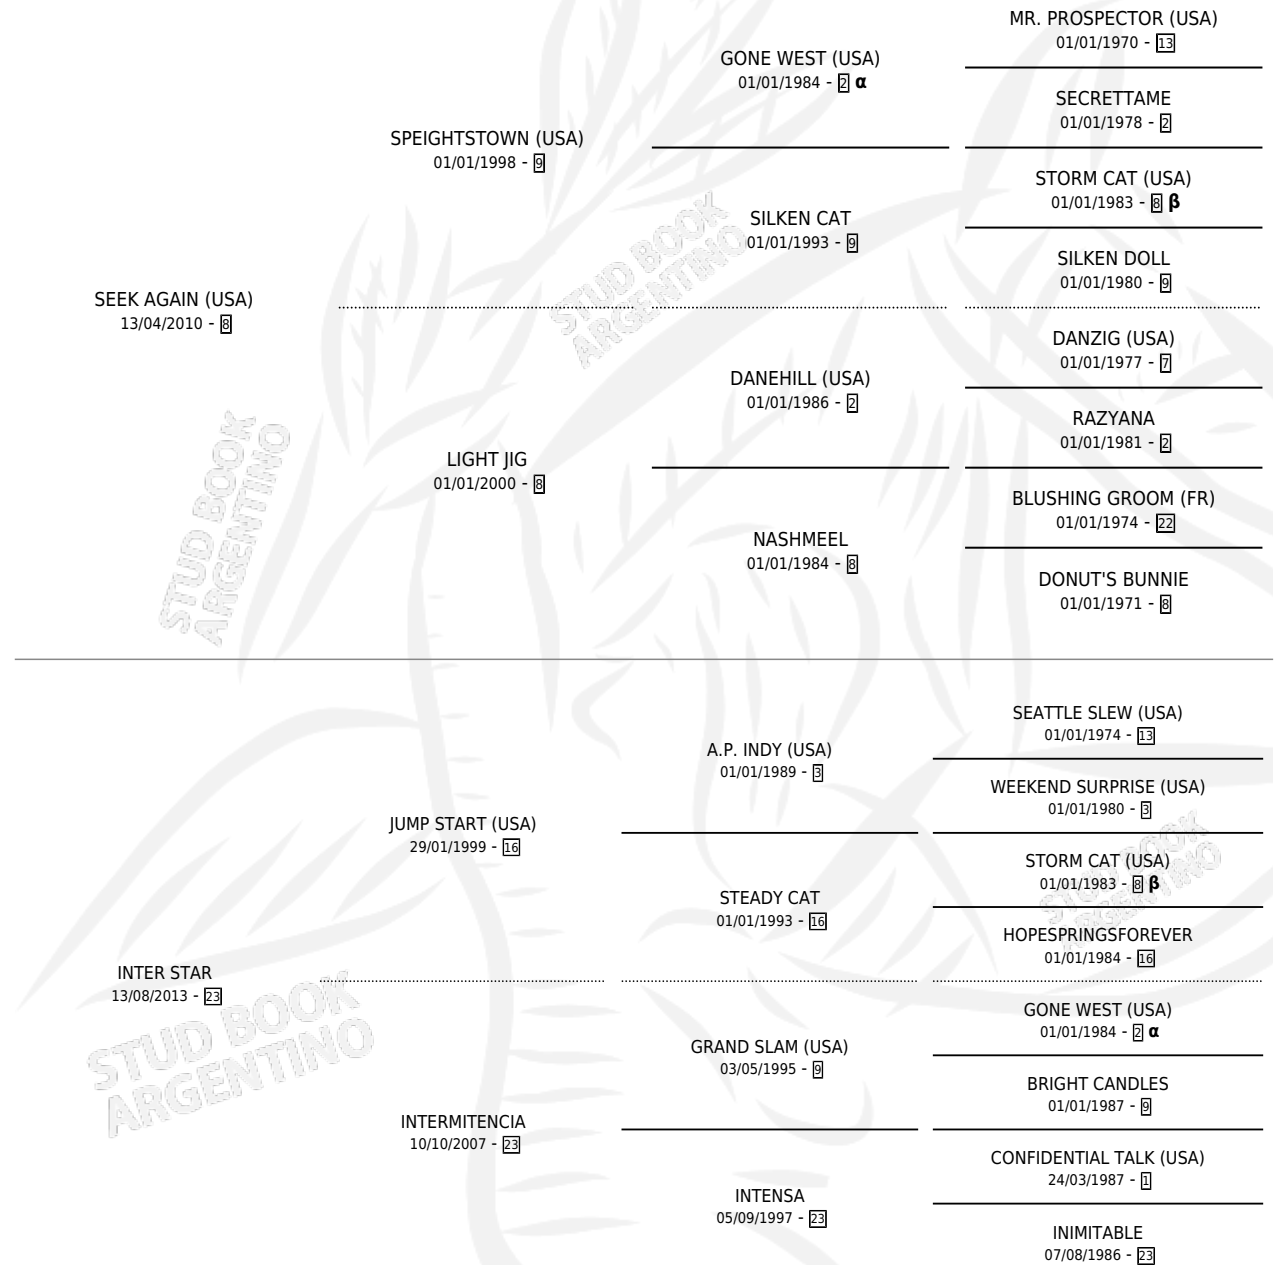 MR. PROSPECTOR (USA)
01/01/1970 - 13
GONE WEST (USA)
01/01/1984 - 2 α
SECRETTAME
01/01/1978 - 2
SPEIGHTSTOWN (USA)
01/01/1998 - 9
STORM CAT (USA)
01/01/1983 - 8 β
SILKEN CAT
01/01/1993 - 9
SILKEN DOLL
01/01/1980 - 9
SEEK AGAIN (USA)
13/04/2010 - 8
DANZIG (USA)
01/01/1977 - 7
DANEHILL (USA)
01/01/1986 - 2
RAZYANA
01/01/1981 - 2
LIGHT JIG
01/01/2000 - 8
BLUSHING GROOM (FR)
01/01/1974 - 22
NASHMEEL
01/01/1984 - 8
DONUT'S BUNNIE
01/01/1971 - 8
SEATTLE SLEW (USA)
01/01/1974 - 13
A.P. INDY (USA)
01/01/1989 - 3
WEEKEND SURPRISE (USA)
01/01/1980 - 3
JUMP START (USA)
29/01/1999 - 16
STORM CAT (USA)
01/01/1983 - 8 β
STEADY CAT
01/01/1993 - 16
HOPESPRINGSFOREVER
01/01/1984 - 16
INTER STAR
13/08/2013 - 23
GONE WEST (USA)
01/01/1984 - 2 α
GRAND SLAM (USA)
03/05/1995 - 9
BRIGHT CANDLES
01/01/1987 - 9
INTERMITENCIA
10/10/2007 - 23
CONFIDENTIAL TALK (USA)
24/03/1987 - 1
INTENSA
05/09/1997 - 23
INIMITABLE
07/08/1986 - 23
STUD BOOK
ARGENTINO
STUD BOOK
ARGENTINO
STUD BOOK
ARGENTINO
STUD BOOK
ARGENTINO